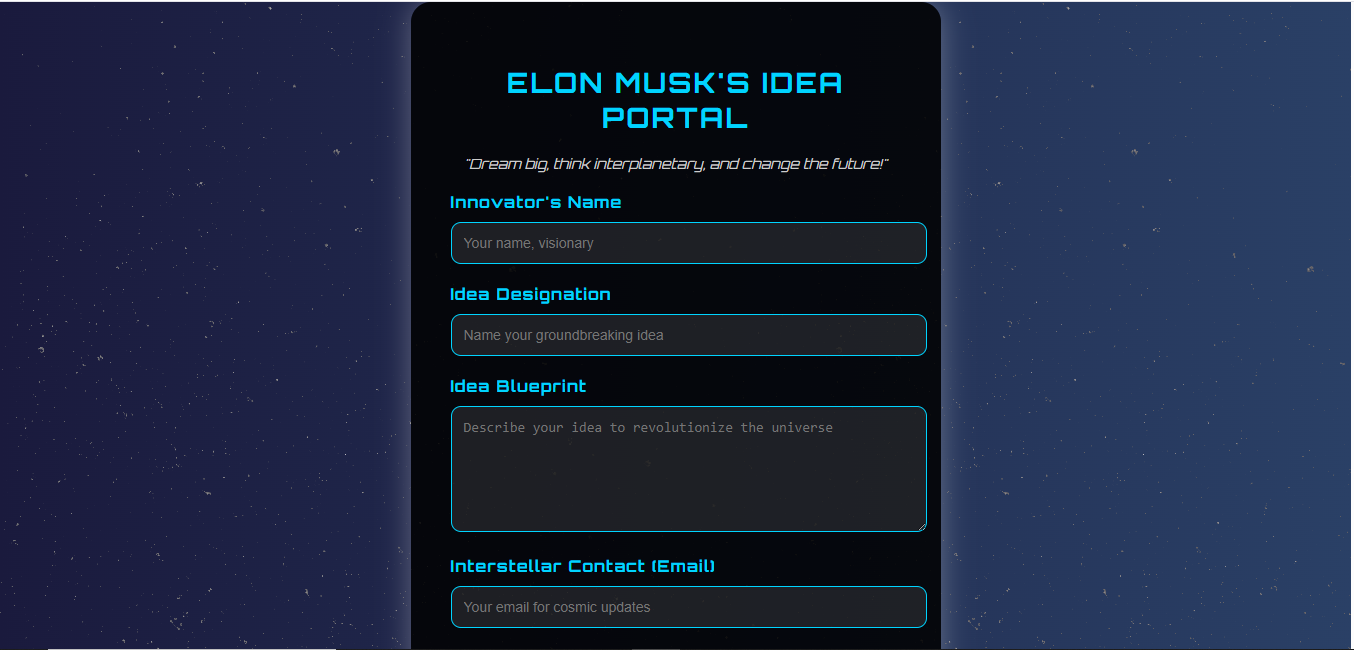 ELON MUSK'S IDEA
PORTAL
"Dream big, think interplanetary, and change the future!"
Innovator's Name
Your name, visionary
Idea Designation
Name your groundbreaking idea
Idea Blueprint
Describe your idea to revolutionize the universe
Interstellar Contact (Email)
Your email for cosmic updates